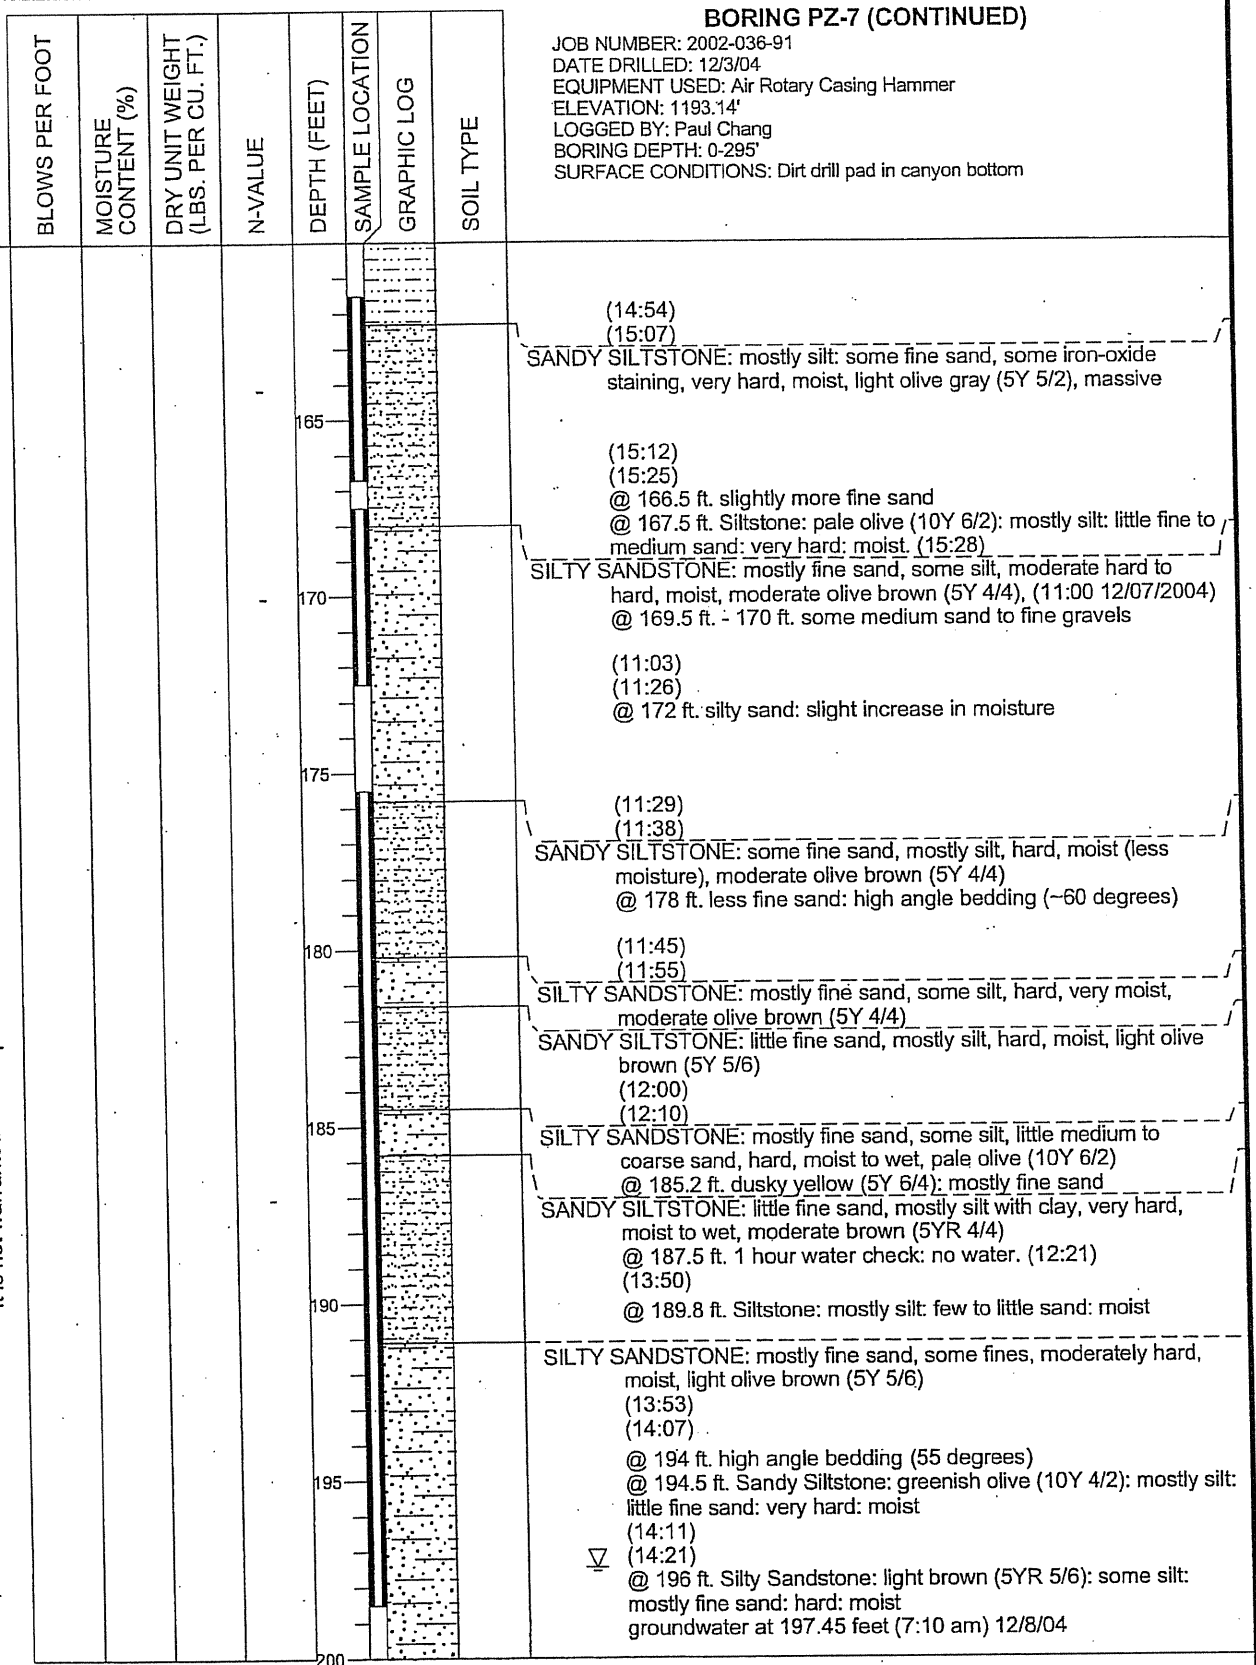 BORING PZ-7 (CONTINUED)
JOB NUMBER: 2002-036-91
DATE DRILLED: 12/3/04
EQUIPMENT USED: Air Rotary Casing Hammer
ELEVATION: 1193.14'
LOGGED BY: Paul Chang
BORING DEPTH: 0-295'
SURFACE CONDITIONS: Dirt drill pad in canyon bottom
BLOWS PER FOOT
MOISTURE
CONTENT (%)
DRY UNIT WEIGHT
(LBS. PER CU. FT.)
N-VALUE
DEPTH (FEET)
SAMPLE LOCATION
GRAPHIC LOG
SOIL TYPE
(14:54)
(15:07)
SANDY SILTSTONE: mostly silt: some fine sand, some iron-oxide
staining, very hard, moist, light olive gray (5Y 5/2), massive
165
(15:12)
(15:25)
@ 166.5 ft. slightly more fine sand
@ 167.5 ft. Siltstone: pale olive (10Y 6/2): mostly silt: little fine to
medium sand: very hard: moist. (15:28)
SILTY SANDSTONE: mostly fine sand, some silt, moderate hard to
hard, moist, moderate olive brown (5Y 4/4), (11:00 12/07/2004)
170
@ 169.5 ft. - 170 ft. some medium sand to fine gravels
(11:03)
(11:26)
@ 172 ft. silty sand: slight increase in moisture
175
(11:29)
(11:38)
SANDY SILTSTONE: some fine sand, mostly silt, hard, moist (less
moisture), moderate olive brown (5Y 4/4)
@ 178 ft. less fine sand: high angle bedding (~60 degrees)
180
(11:45)
(11:55)
SILTY SANDSTONE: mostly fine sand, some silt, hard, very moist,
moderate olive brown (5Y 4/4)
SANDY SILTSTONE: little fine sand, mostly silt, hard, moist, light olive
brown (5Y 5/6)
(12:00)
(12:10)
185
SILTY SANDSTONE: mostly fine sand, some silt, little medium to
coarse sand, hard, moist to wet, pale olive (10Y 6/2)
@ 185.2 ft. dusky yellow (5Y 6/4): mostly fine sand
SANDY SILTSTONE: little fine sand, mostly silt with clay, very hard,
moist to wet, moderate brown (5YR 4/4)
@ 187.5 ft. 1 hour water check: no water. (12:21)
(13:50)
190
@ 189.8 ft. Siltstone: mostly silt: few to little sand: moist
SILTY SANDSTONE: mostly fine sand, some fines, moderately hard,
moist, light olive brown (5Y 5/6)
(13:53)
(14:07)
@ 194 ft. high angle bedding (55 degrees)
195
@ 194.5 ft. Sandy Siltstone: greenish olive (10Y 4/2): mostly silt:
little fine sand: very hard: moist
(14:11)
(14:21)
@ 196 ft. Silty Sandstone: light brown (5YR 5/6): some silt:
mostly fine sand: hard: moist
groundwater at 197.45 feet (7:10 am) 12/8/04
200